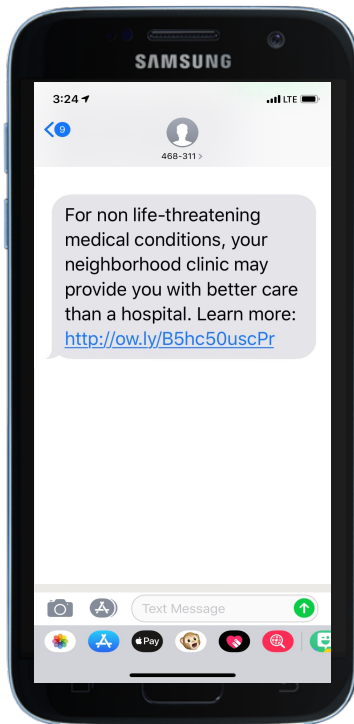 SAMSUNG
3:24
LTE
9
468-311 >
For non life-threatening
medical conditions, your
neighborhood clinic may
provide you with better care
than a hospital. Learn more:
http://ow.ly/B5hc50uscPr
Text Message
Pay